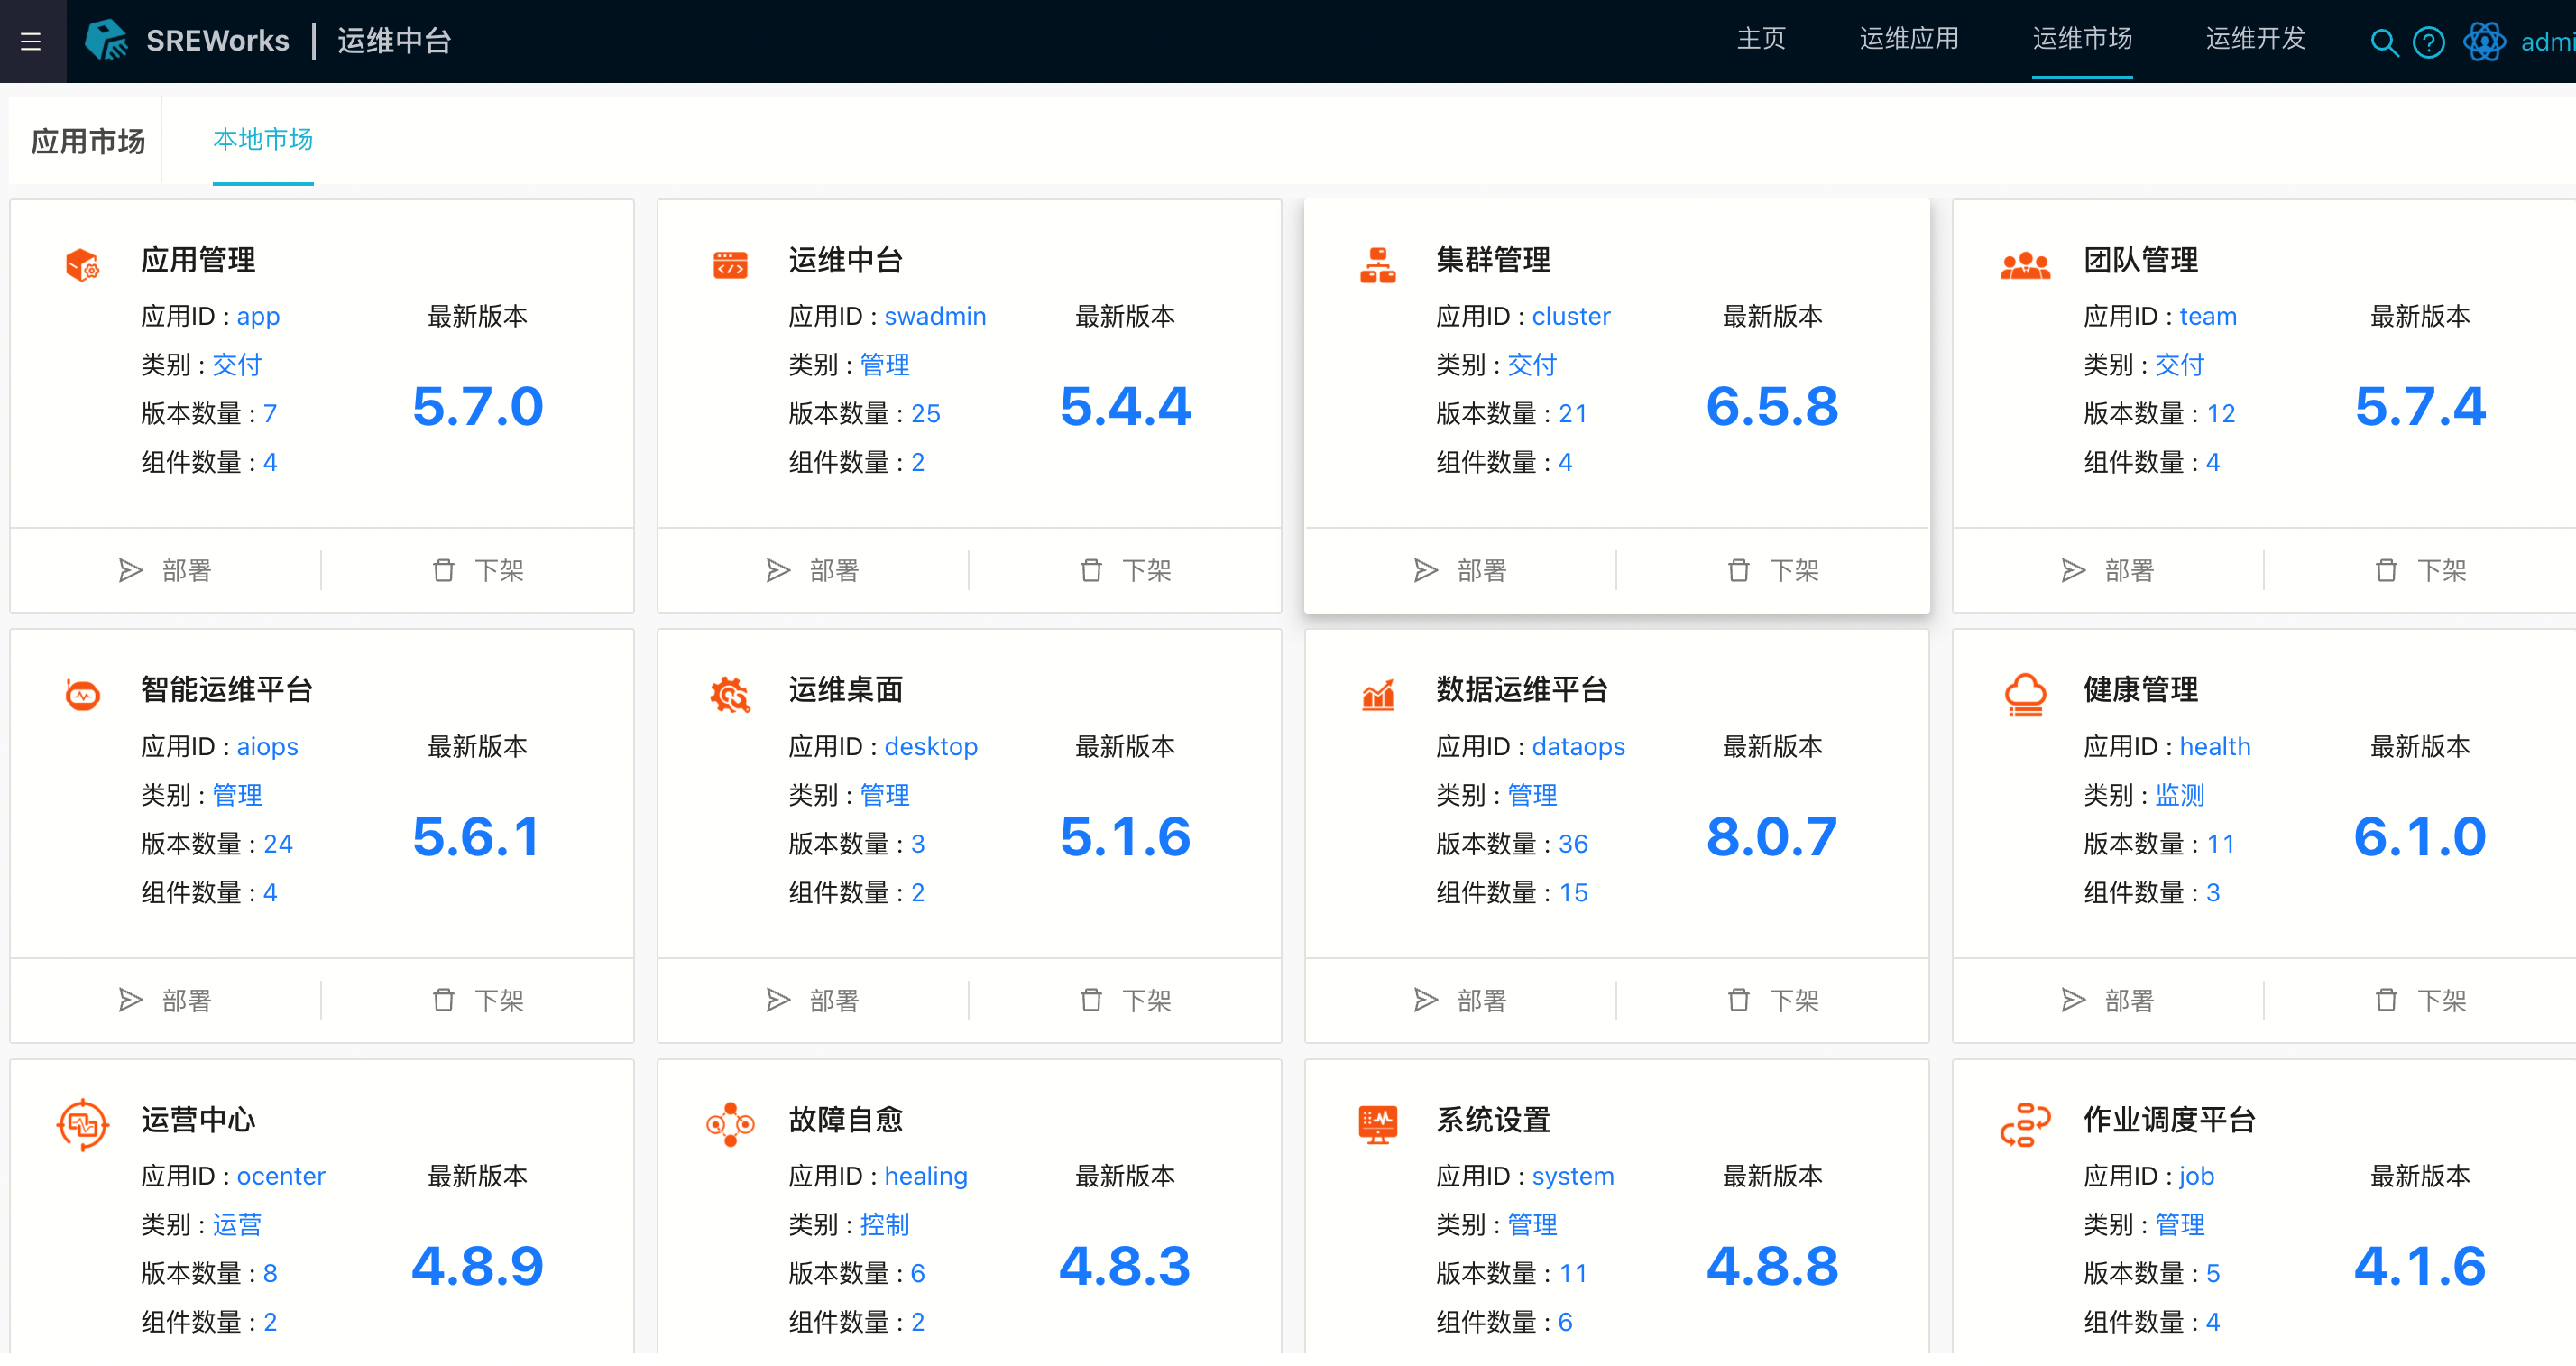 SREWorks | 运维中台
主页 运维应用 运维市场 运维开发 admi
应用市场 本地市场
应用管理
应用ID : app 最新版本
类别 : 交付
版本数量 : 7 5.7.0
组件数量 : 4
部署 下架
运维中台
应用ID : swadmin 最新版本
类别 : 管理
版本数量 : 25 5.4.4
组件数量 : 2
部署 下架
集群管理
应用ID : cluster 最新版本
类别 : 交付
版本数量 : 21 6.5.8
组件数量 : 4
部署 下架
团队管理
应用ID : team 最新版本
类别 : 交付
版本数量 : 12 5.7.4
组件数量 : 4
部署 下架
智能运维平台
应用ID : aiops 最新版本
类别 : 管理
版本数量 : 24 5.6.1
组件数量 : 4
部署 下架
运维桌面
应用ID : desktop 最新版本
类别 : 管理
版本数量 : 3 5.1.6
组件数量 : 2
部署 下架
数据运维平台
应用ID : dataops 最新版本
类别 : 管理
版本数量 : 36 8.0.7
组件数量 : 15
部署 下架
健康管理
应用ID : health 最新版本
类别 : 监测
版本数量 : 11 6.1.0
组件数量 : 3
部署 下架
运营中心
应用ID : ocenter 最新版本
类别 : 运营
版本数量 : 8 4.8.9
组件数量 : 2
故障自愈
应用ID : healing 最新版本
类别 : 控制
版本数量 : 6 4.8.3
组件数量 : 2
系统设置
应用ID : system 最新版本
类别 : 管理
版本数量 : 11 4.8.8
组件数量 : 6
作业调度平台
应用ID : job 最新版本
类别 : 管理
版本数量 : 5 4.1.6
组件数量 : 4